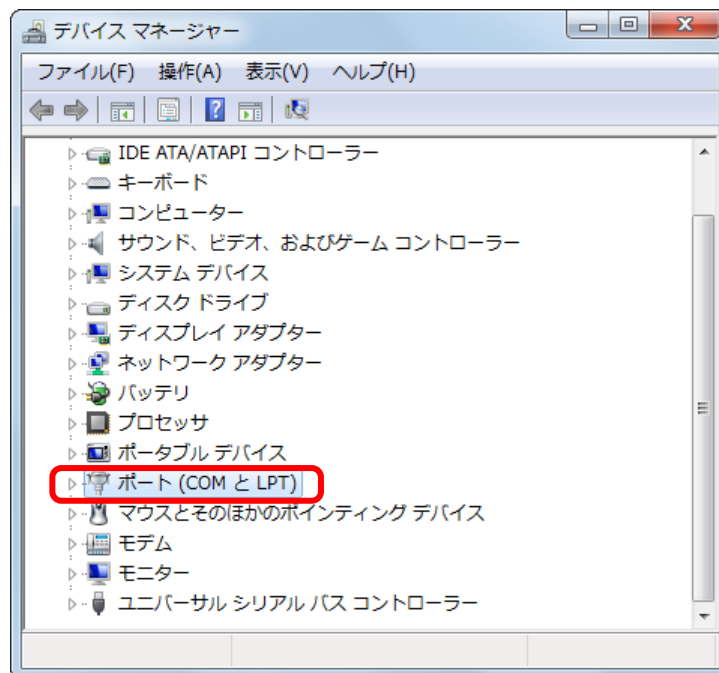 デバイス マネージャー
ファイル(F) 操作(A) 表示(V) ヘルプ(H)
IDE ATA/ATAPI コントローラー
キーボード
コンピューター
サウンド、ビデオ、およびゲーム コントローラー
システム デバイス
ディスク ドライブ
ディスプレイ アダプター
ネットワーク アダプター
バッテリ
プロセッサ
ポータブル デバイス
ポート (COM と LPT)
マウスとそのほかのポインティング デバイス
モデム
モニター
ユニバーサル シリアル バス コントローラー